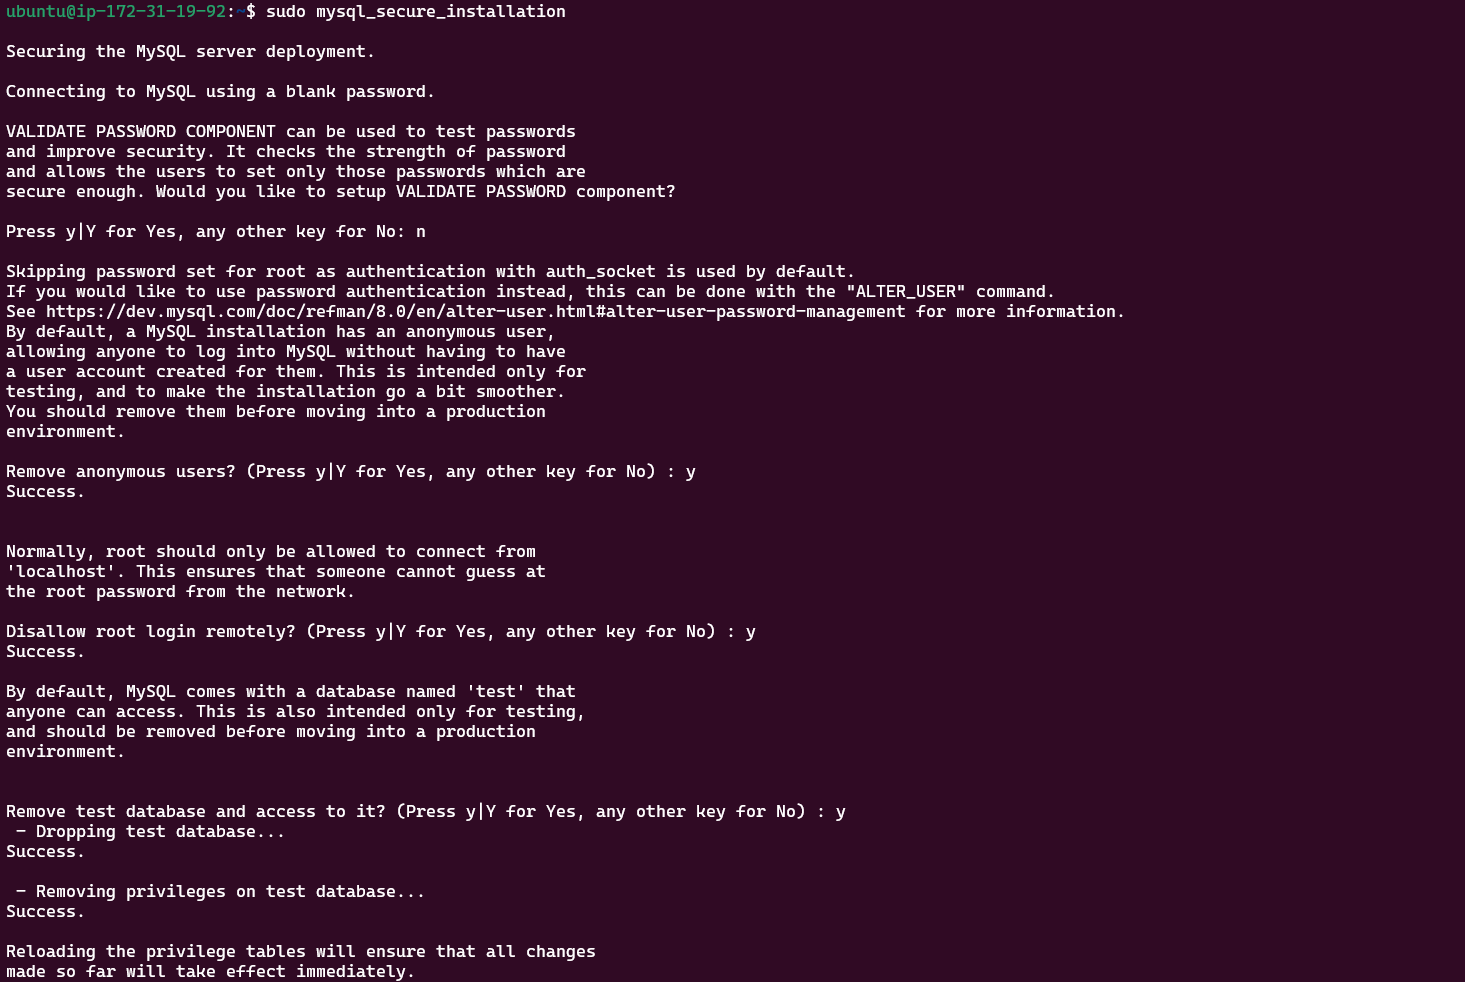 ubuntu@ip-172-31-19-92:~$ sudo mysql_secure_installation
Securing the MySQL server deployment.
Connecting to MySQL using a blank password.
VALIDATE PASSWORD COMPONENT can be used to test passwords
and improve security. It checks the strength of password
and allows the users to set only those passwords which are
secure enough. Would you like to setup VALIDATE PASSWORD component?
Press y|Y for Yes, any other key for No: n
Skipping password set for root as authentication with auth_socket is used by default.
If you would like to use password authentication instead, this can be done with the "ALTER_USER" command.
See https://dev.mysql.com/doc/refman/8.0/en/alter-user.html#alter-user-password-management for more information.
By default, a MySQL installation has an anonymous user,
allowing anyone to log into MySQL without having to have
a user account created for them. This is intended only for
testing, and to make the installation go a bit smoother.
You should remove them before moving into a production
environment.
Remove anonymous users? (Press y|Y for Yes, any other key for No) : y
Success.
Normally, root should only be allowed to connect from
'localhost'. This ensures that someone cannot guess at
the root password from the network.
Disallow root login remotely? (Press y|Y for Yes, any other key for No) : y
Success.
By default, MySQL comes with a database named 'test' that
anyone can access. This is also intended only for testing,
and should be removed before moving into a production
environment.
Remove test database and access to it? (Press y|Y for Yes, any other key for No) : y
 - Dropping test database...
Success.
 - Removing privileges on test database...
Success.
Reloading the privilege tables will ensure that all changes
made so far will take effect immediately.